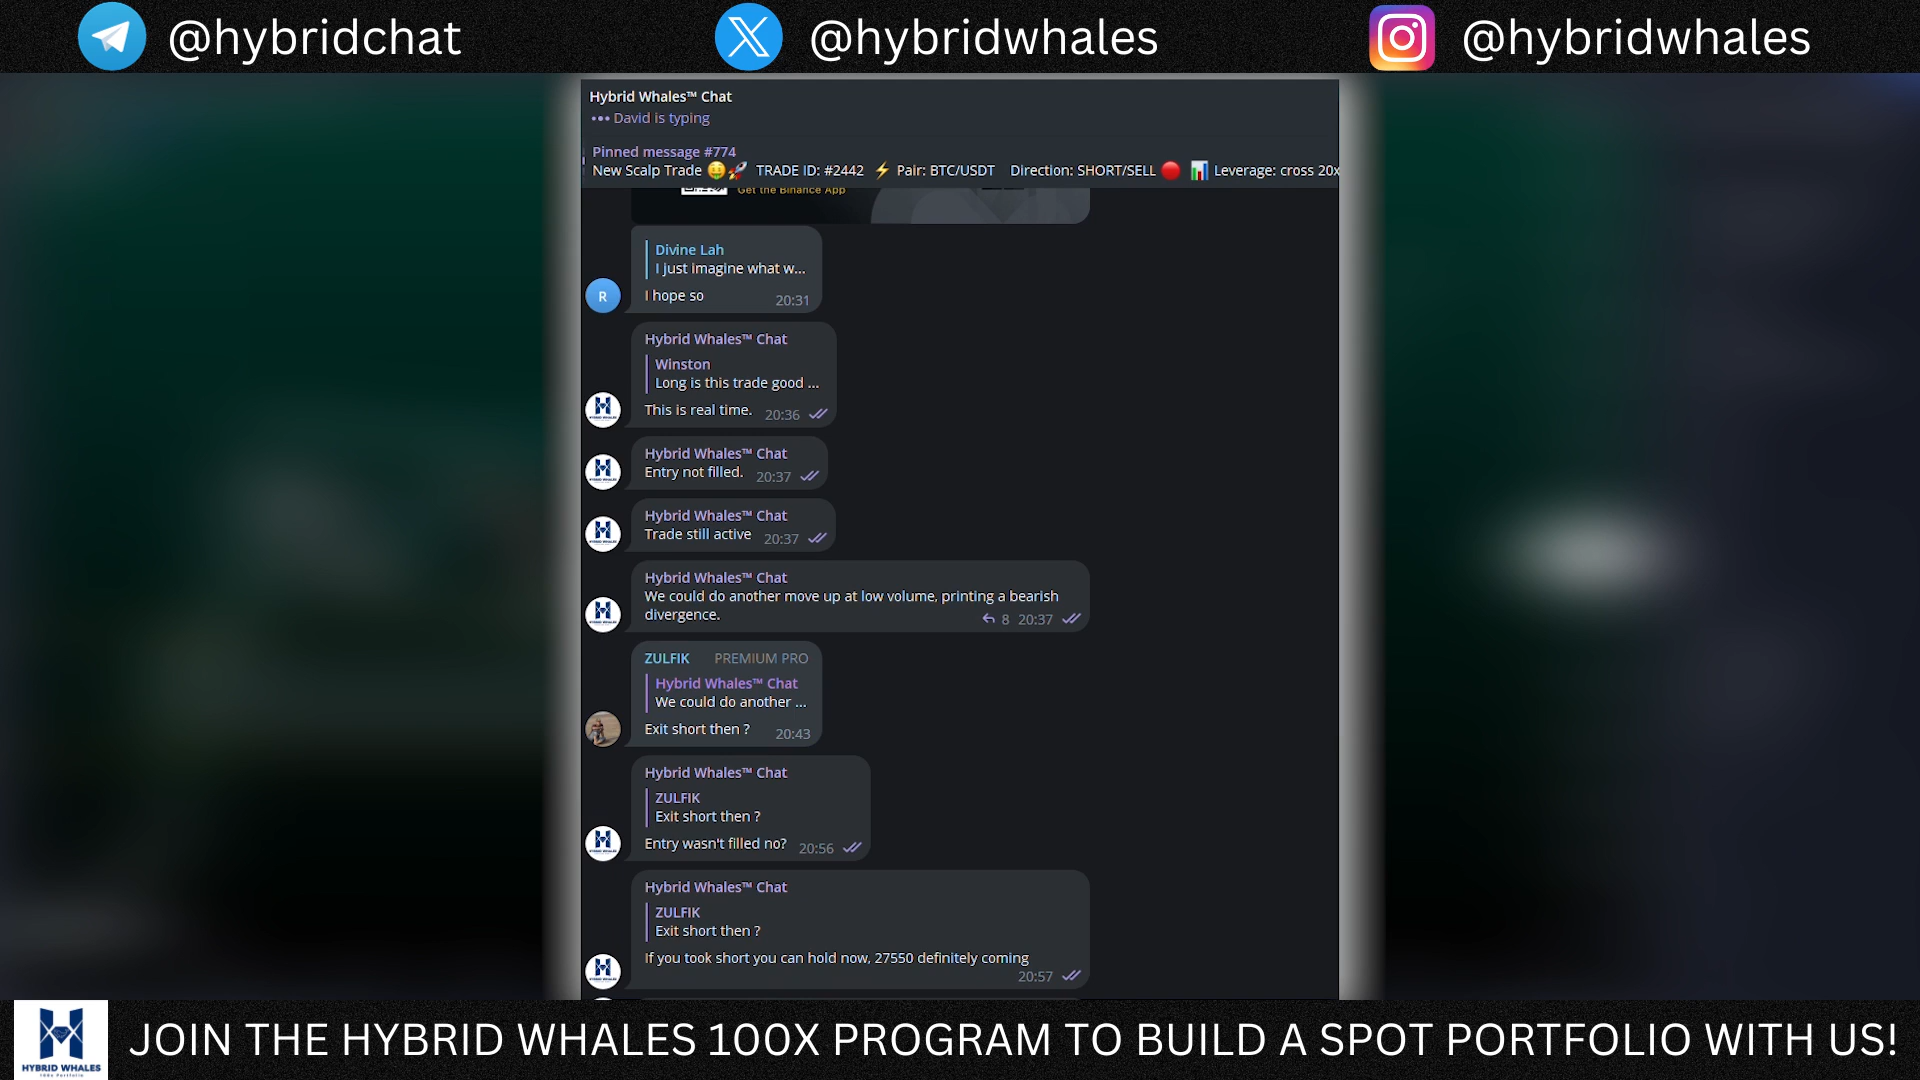 @hybridchat @hybridwhales @hybridwhales
Hybrid Whales™ Chat
David is typing
Pinned message #774
New Scalp Trade 🤑🚀 TRADE ID: #2442 ⚡ Pair: BTC/USDT Direction: SHORT/SELL 🔴 📊 Leverage: cross 20x
Get the Binance App
Divine Lah
I just imagine what w...
R
I hope so 20:31
Hybrid Whales™ Chat
Winston
Long is this trade good ...
This is real time. 20:36
Hybrid Whales™ Chat
Entry not filled. 20:37
Hybrid Whales™ Chat
Trade still active 20:37
Hybrid Whales™ Chat
We could do another move up at low volume, printing a bearish
divergence. 8 20:37
ZULFIK PREMIUM PRO
Hybrid Whales™ Chat
We could do another ...
Exit short then ? 20:43
Hybrid Whales™ Chat
ZULFIK
Exit short then ?
Entry wasn't filled no? 20:56
Hybrid Whales™ Chat
ZULFIK
Exit short then ?
If you took short you can hold now, 27550 definitely coming
20:57
JOIN THE HYBRID WHALES 100X PROGRAM TO BUILD A SPOT PORTFOLIO WITH US!
HYBRID WHALES
100x Portfolio